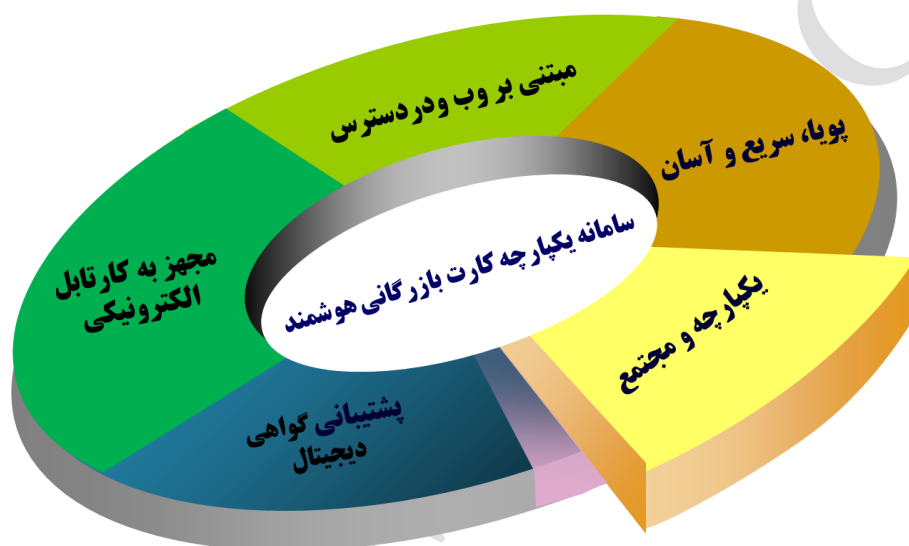 مبتنی بر وب ودردسترس
پویا، سریع و آسان
سامانه یکپارچه کارت بازرگانی هوشمند
مجهز به کارتابل
الکترونیکی
یکپارچه و مجتمع
پشتیبانی گواهی
دیجیتال